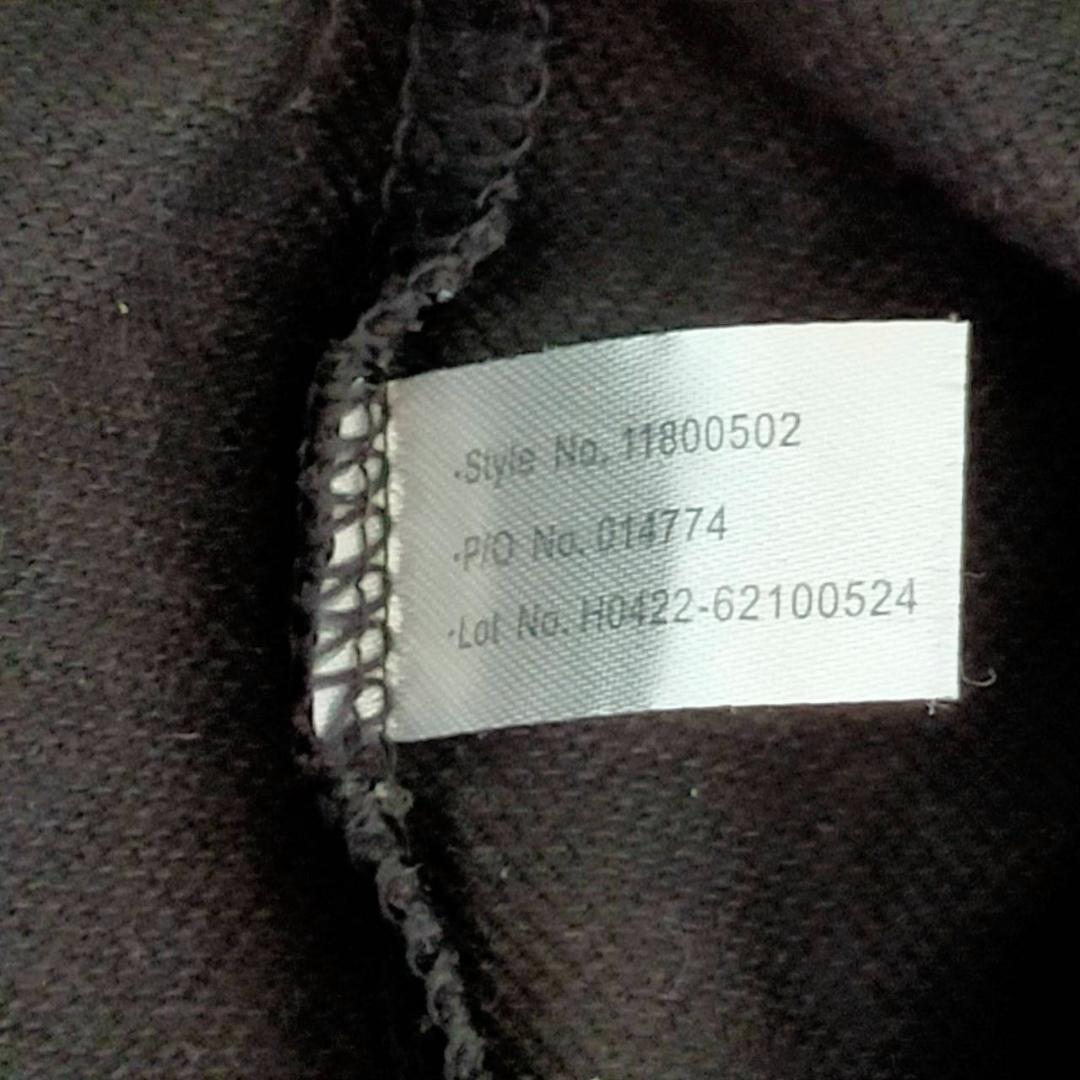 ·Style No. 11800502
·P/O No. 014774
·Lot No. H0422-62100524